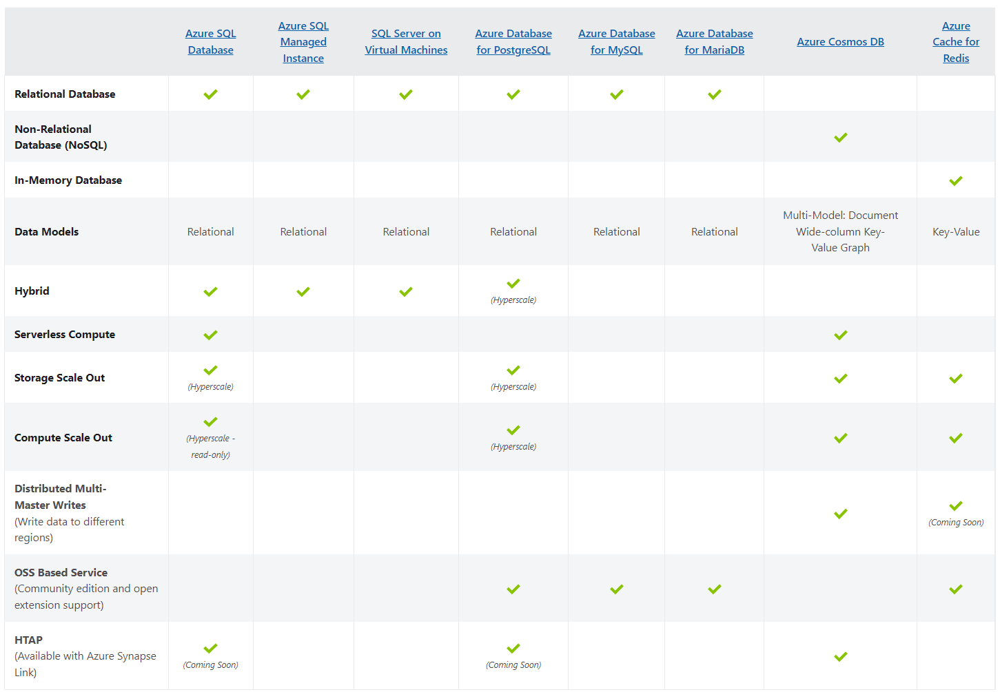 Azure SQL
Database
Azure SQL
Managed
Instance
SQL Server on
Virtual Machines
Azure Database
for PostgreSQL
Azure Database
for MySQL
Azure Database
for MariaDB
Azure Cosmos DB
Azure
Cache for
Redis
Relational Database
Non-Relational
Database (NoSQL)
In-Memory Database
Data Models
Relational
Relational
Relational
Relational
Relational
Relational
Multi-Model: Document
Wide-column Key-
Value Graph
Key-Value
Hybrid
(Hyperscale)
Serverless Compute
Storage Scale Out
(Hyperscale)
(Hyperscale)
Compute Scale Out
(Hyperscale -
read-only)
(Hyperscale)
Distributed Multi-
Master Writes
(Write data to different
regions)
(Coming Soon)
OSS Based Service
(Community edition and open
extension support)
HTAP
(Available with Azure Synapse
Link)
(Coming Soon)
(Coming Soon)